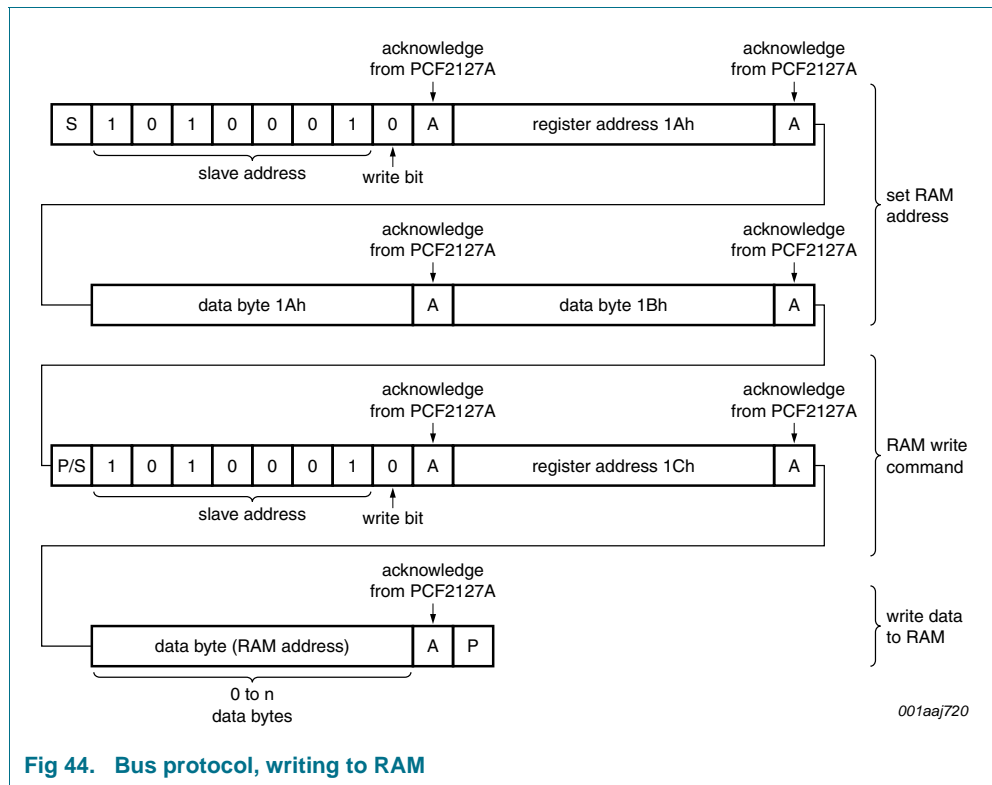 acknowledge acknowledge
from PCF2127A from PCF2127A
S 1 0 1 0 0 0 1 0 A register address 1Ah A
slave address write bit
set RAM
address
acknowledge acknowledge
from PCF2127A from PCF2127A
data byte 1Ah A data byte 1Bh A
acknowledge acknowledge
from PCF2127A from PCF2127A
P/S 1 0 1 0 0 0 1 0 A register address 1Ch A
slave address write bit
RAM write
command
acknowledge
from PCF2127A
data byte (RAM address) A P
write data
to RAM
0 to n
data bytes
001aaj720
Fig 44. Bus protocol, writing to RAM